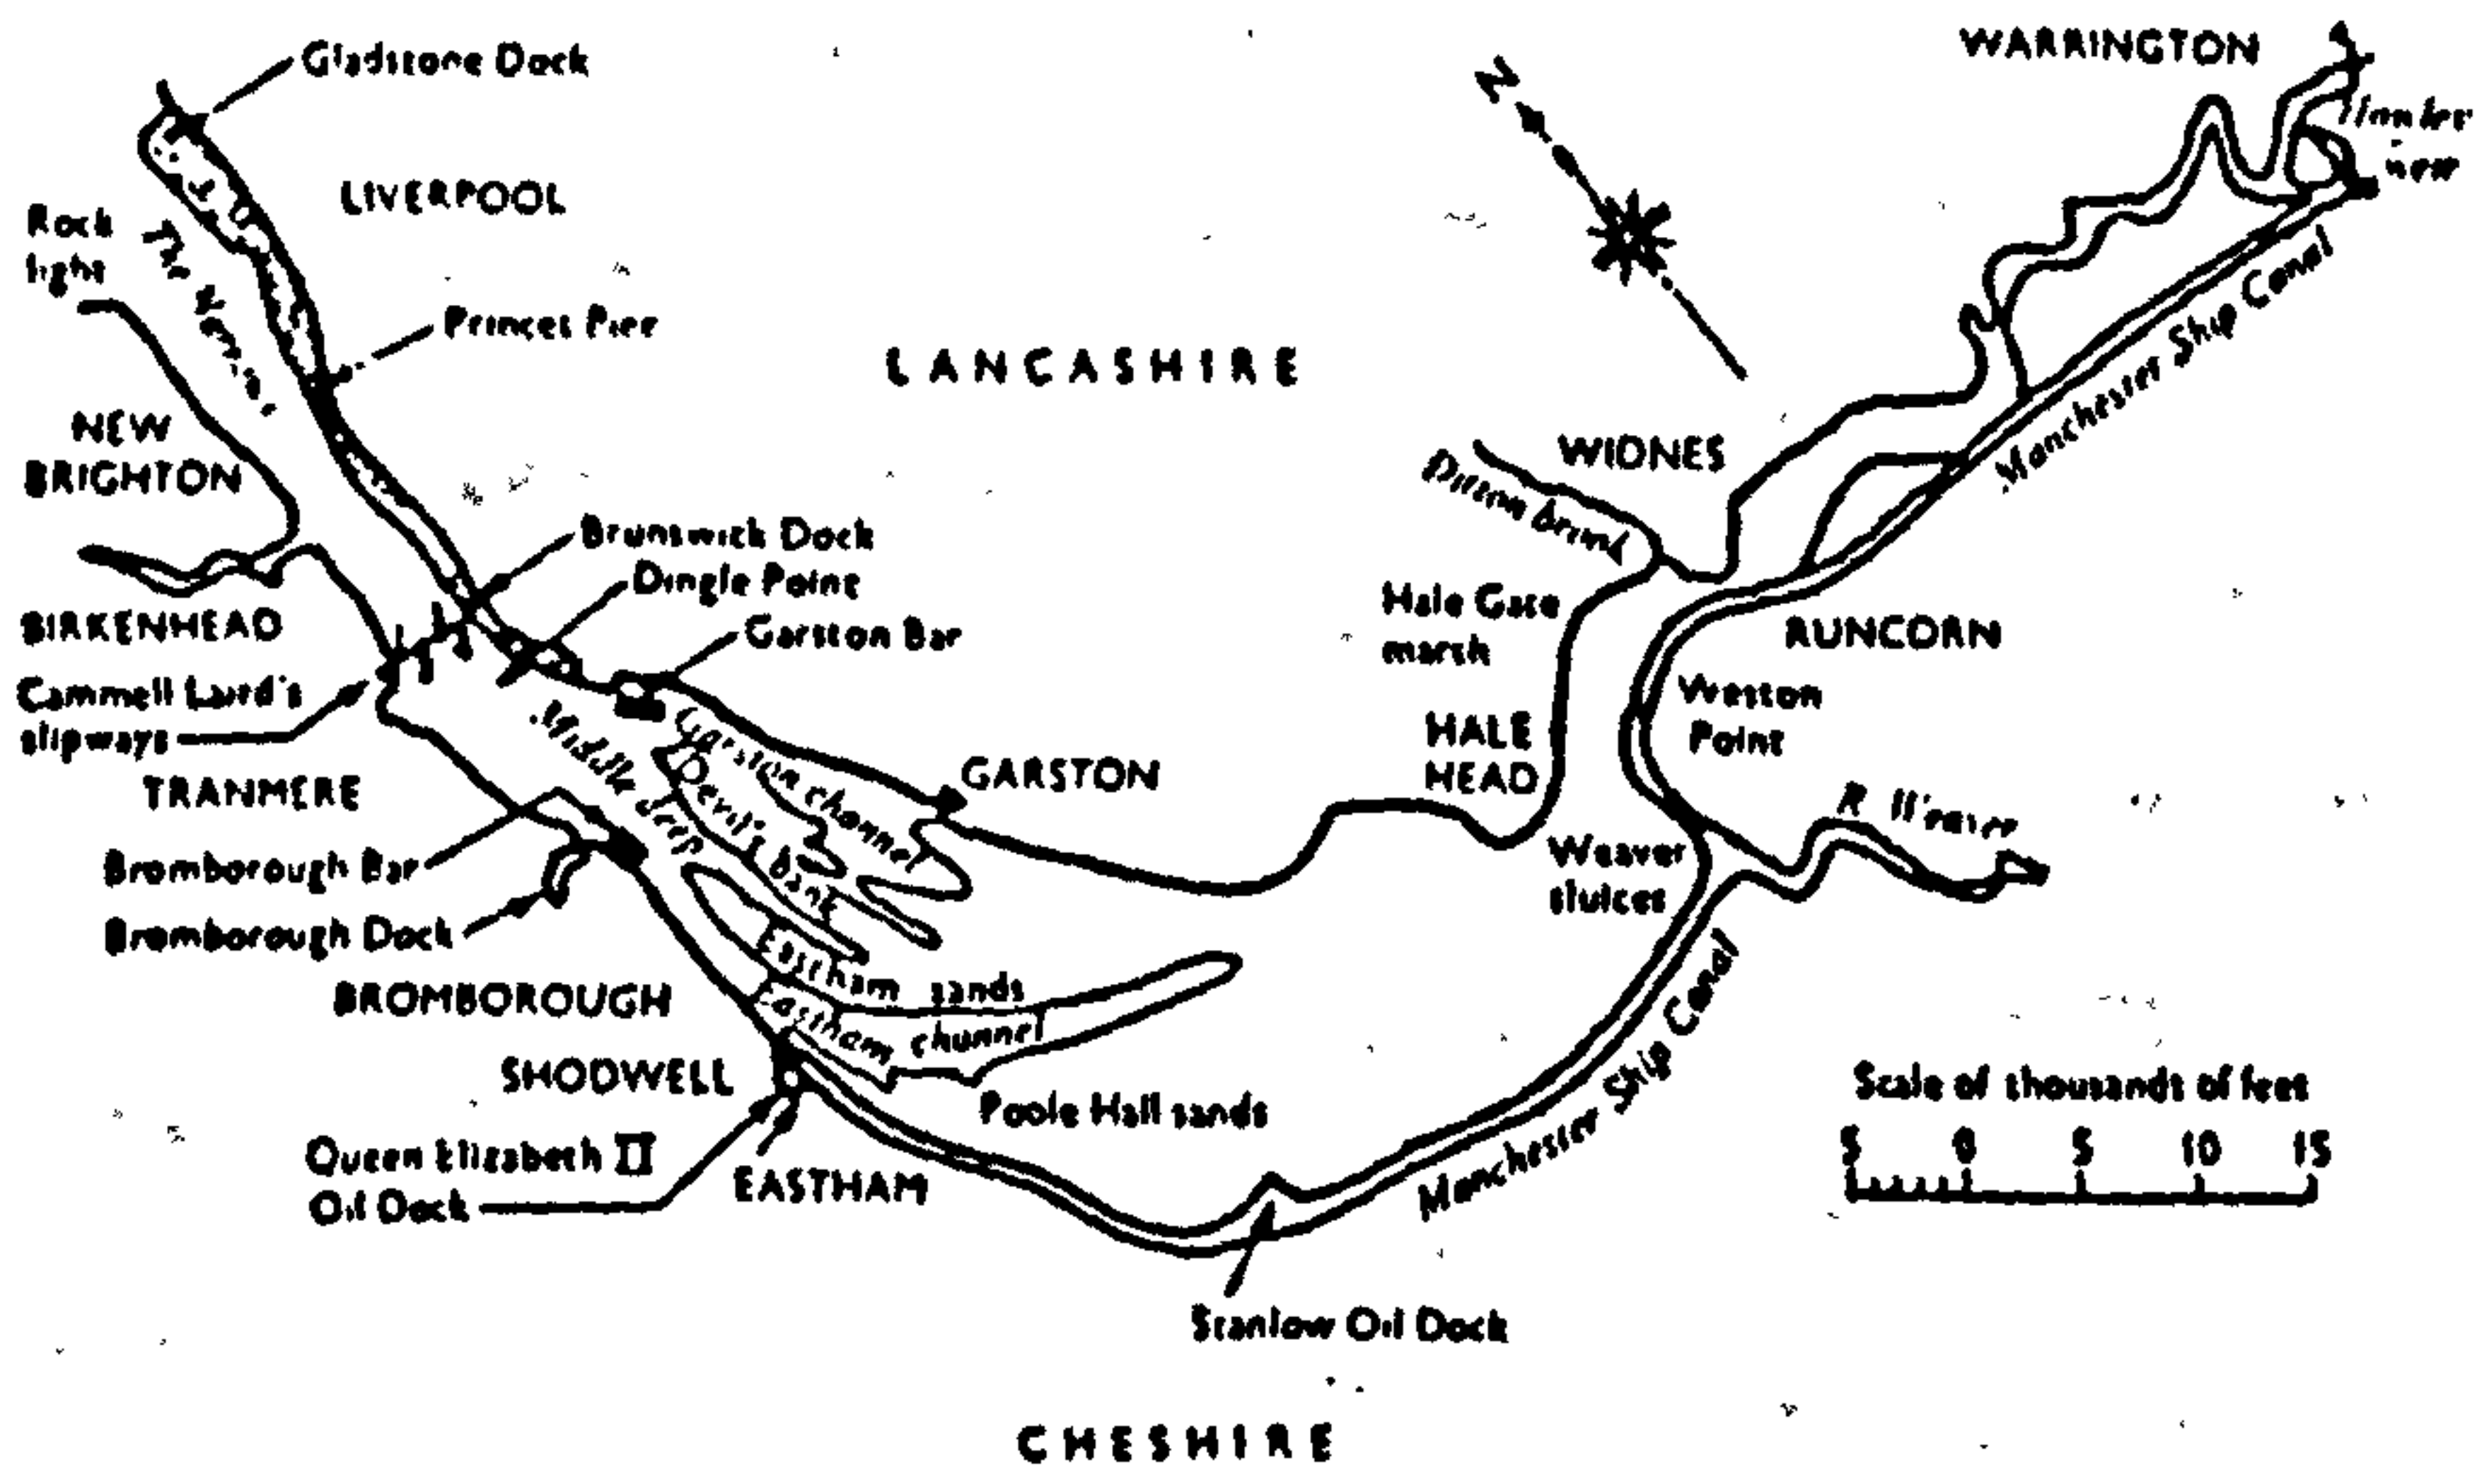 Gladstone Dock
WARRINGTON
LIVERPOOL
Rock
light
The
Princes Pier
LANCASHIRE
Manchester Ship Canal
NEW
BRIGHTON
WIDNES
Ditton brink
Brunswick Dock
Dingle Point
Garston Bar
Hale Gate
marsh
BIRKENHEAD
RUNCORN
Cammell Laird's
slipways
Weston
Point
Middle deep
Garston channel
Devil's bank
HALE
HEAD
GARSTON
TRANMERE
R. Weaver
Bromborough Bar
Weaver
sluices
Bromborough Dock
Eastham sands
BROMBOROUGH
Eastham channel
SHODWELL
Poole Hall sands
Manchester Ship Canal
Scale of thousands of feet
5 0 5 10 15
Queen Elizabeth II
Oil Dock
EASTHAM
Stanlow Oil Dock
CHESHIRE
N